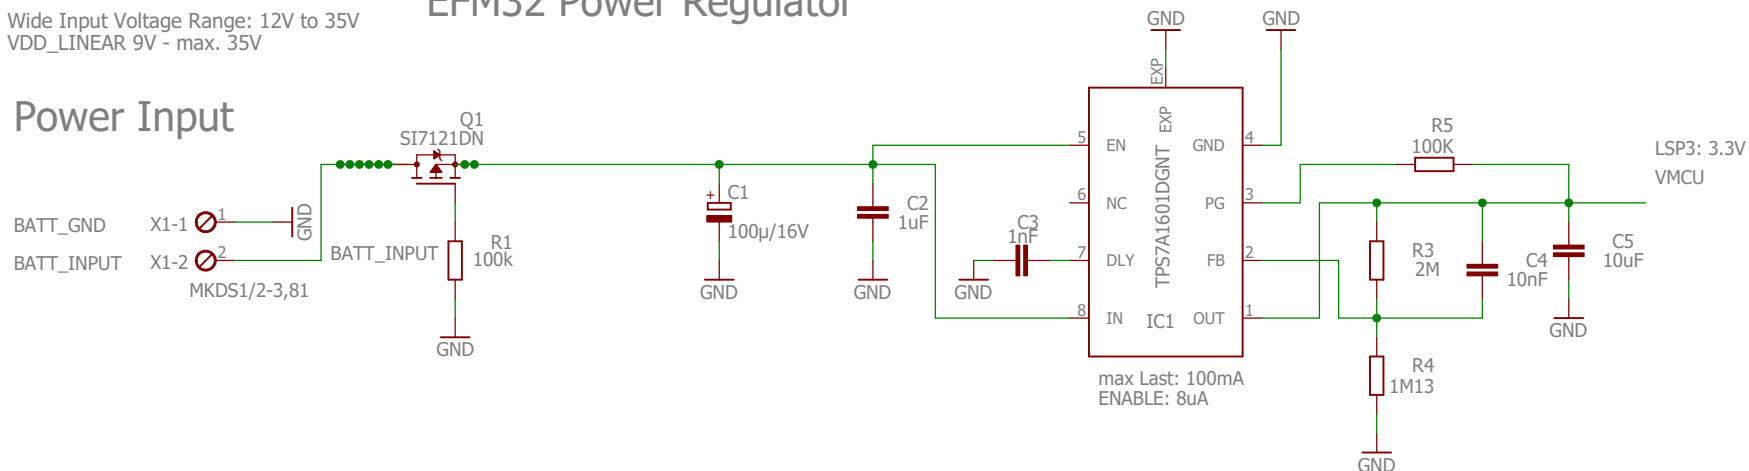 Wide Input Voltage Range: 12V to 35V
VDD_LINEAR 9V - max. 35V
EFM32 Power Regulator
Power Input
BATT_GND
X1-1
1
GND
BATT_INPUT
X1-2
2
MKDS1/2-3,81
Q1
SI7121DN
BATT_INPUT
R1
100k
GND
C1
+
100µ/16V
GND
C2
1uF
GND
C3
1nF
GND
GND
GND
EXP
EXP
TPS7A1601DGNT
IC1
5
EN
6
NC
7
DLY
8
IN
GND
4
PG
3
FB
2
OUT
1
max Last: 100mA
ENABLE: 8uA
R5
100K
R3
2M
C4
10nF
C5
10uF
GND
R4
1M13
GND
LSP3: 3.3V
VMCU